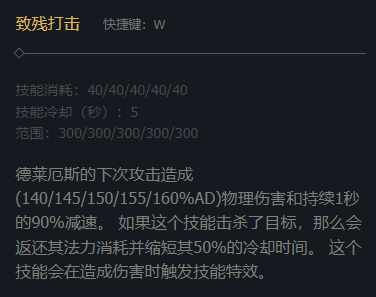 致残打击 快捷键：W
技能消耗：40/40/40/40/40
技能冷却（秒）：5
范围：300/300/300/300/300
德莱厄斯的下次攻击造成
(140/145/150/155/160%AD)物理伤害和持续1秒
的90%减速。 如果这个技能击杀了目标，那么会
返还其法力消耗并缩短其50%的冷却时间。 这个
技能会在造成伤害时触发技能特效。